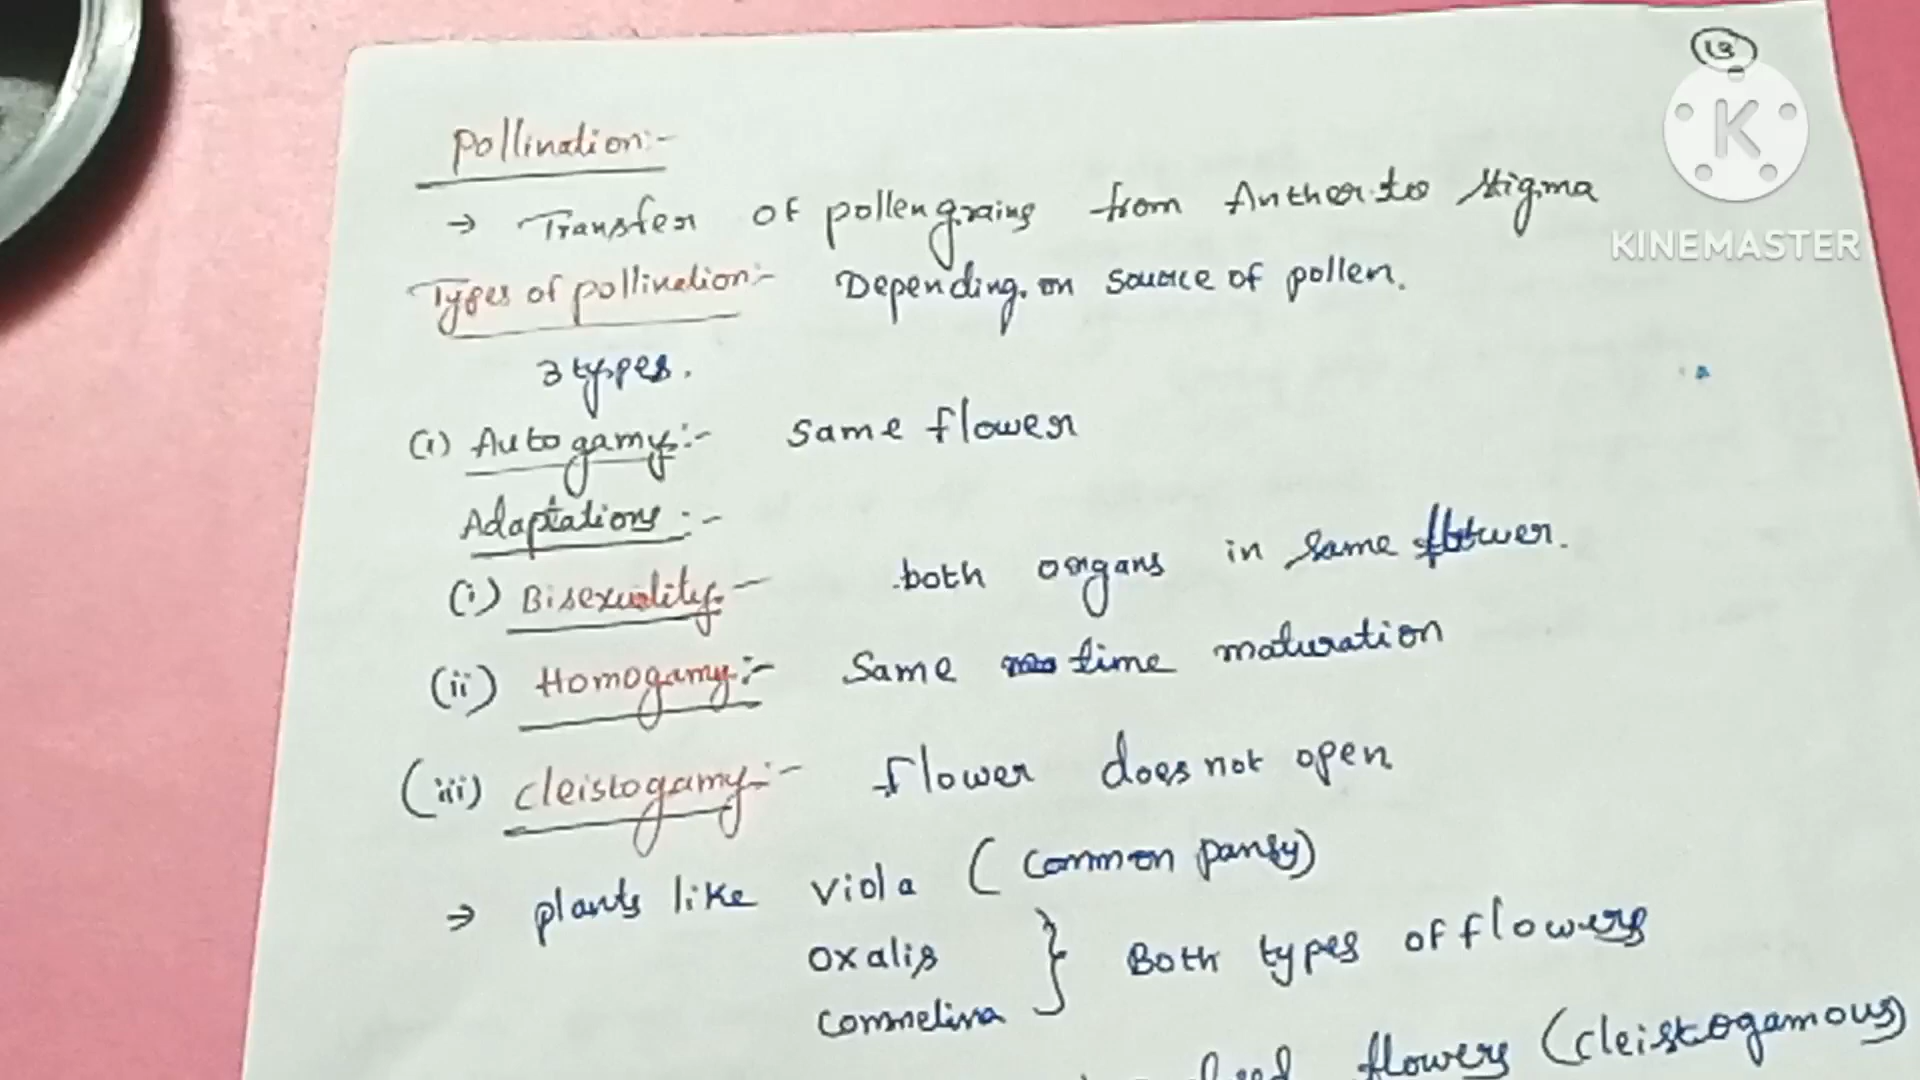 13
K
KINEMASTER
Pollination:-
→ Transfer of pollengrains from Anther to stigma
Types of pollination:- Depending on source of pollen.
3 types.
(1) Autogamy:- same flower
Adaptations:-
(i) Bisexuality:- both organs in same flower.
(ii) Homogamy:- Same time maturation
(iii) cleistogamy:- flower does not open
→ plants like viola (common pansy)
oxalis } Both types of flowers
commelina
flowers (cleistogamous)